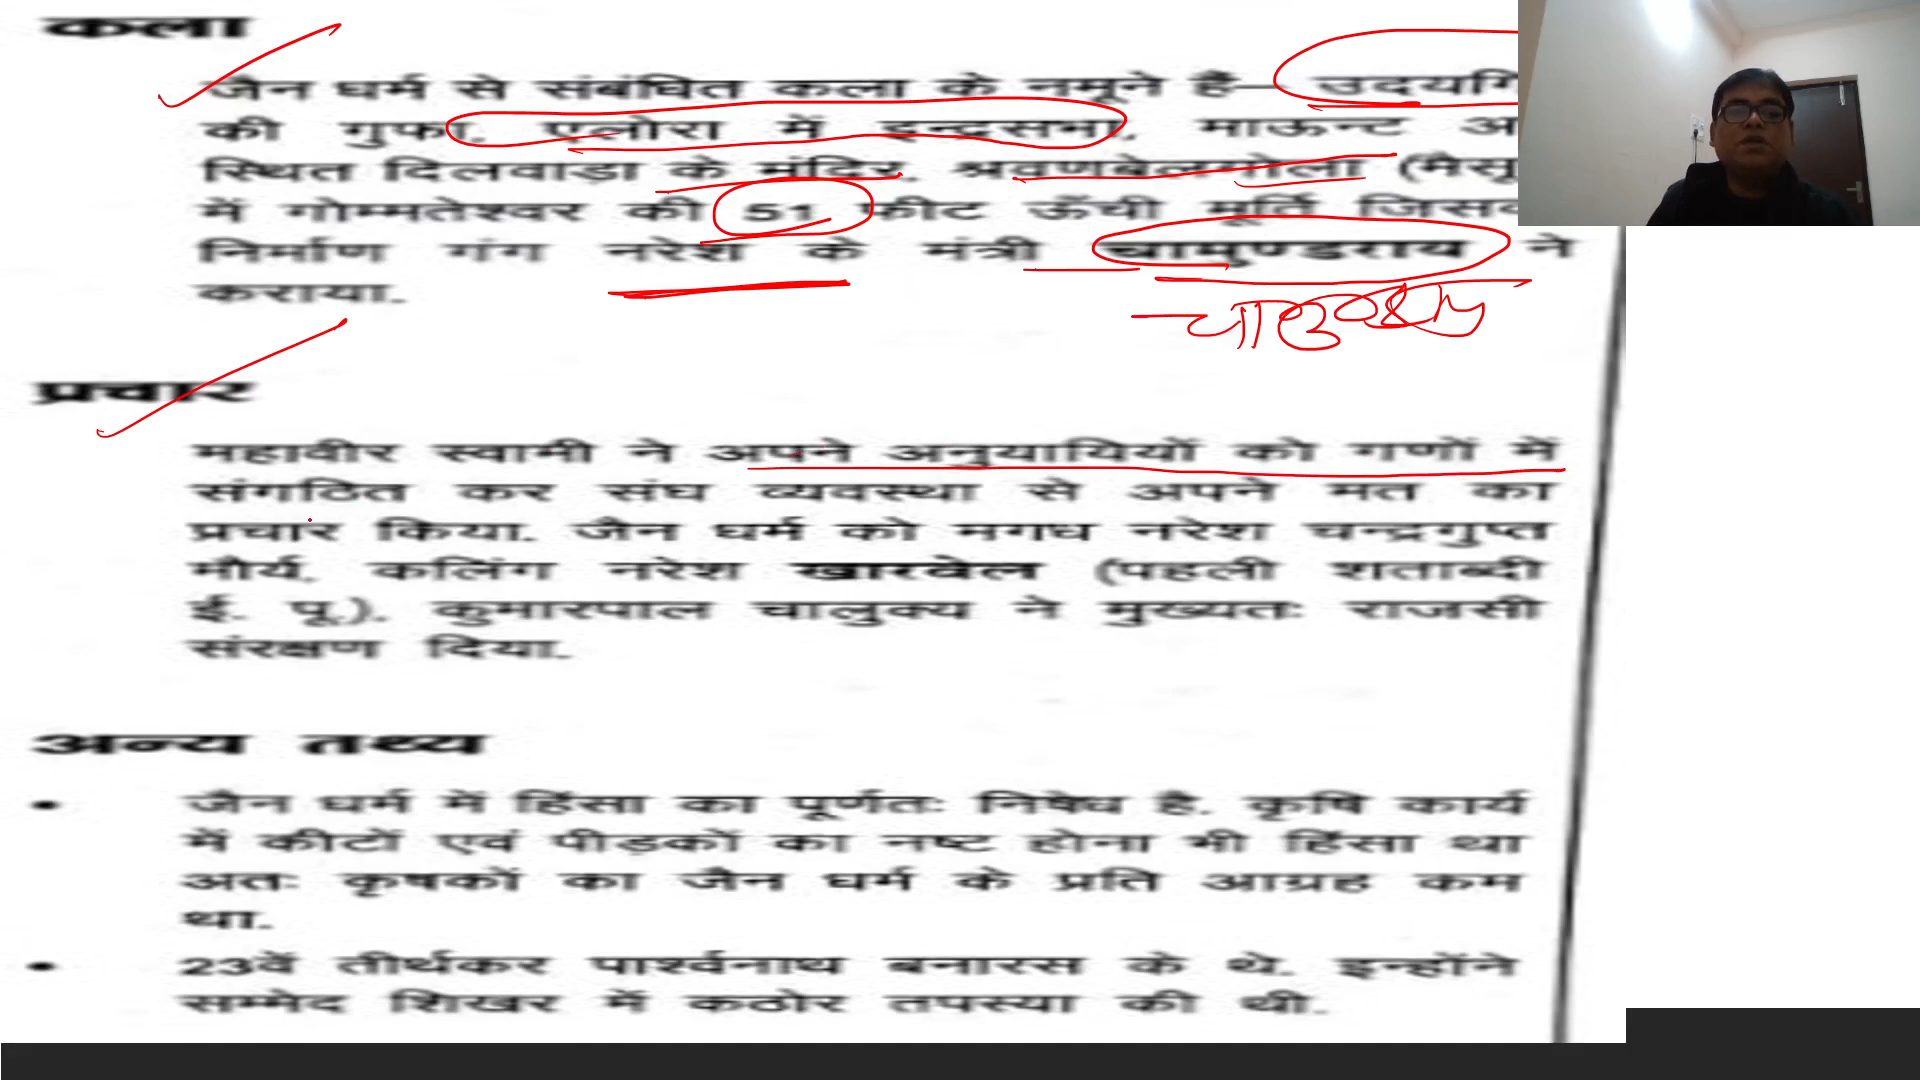 कला
जैन धर्म से संबंधित कला के नमूने हैं— उदयगि
की गुफा, एलोरा में इन्द्रसभा, माऊन्ट अ
स्थित दिलवाड़ा के मंदिर, श्रवणबेलगोला (मैसू
में गोम्मतेश्वर की 51 फीट ऊँची मूर्ति जिसव
निर्माण गंग नरेश के मंत्री चामुण्डराय ने
कराया.
प्रचार
महावीर स्वामी ने अपने अनुयायियों को गणों में
संगठित कर संघ व्यवस्था से अपने मत का
प्रचार किया. जैन धर्म को मगध नरेश चन्द्रगुप्त
मौर्य, कलिंग नरेश खारवेल (पहली शताब्दी
ई. पू.), कुमारपाल चालुक्य ने मुख्यतः राजसी
संरक्षण दिया.
अन्य तथ्य
• जैन धर्म में हिंसा का पूर्णतः निषेध है. कृषि कार्य
में कीटों एवं पीड़कों का नष्ट होना भी हिंसा था
अतः कृषकों का जैन धर्म के प्रति आग्रह कम
था.
• 23वें तीर्थकर पार्श्वनाथ बनारस के थे. इन्होंने
सम्मेद शिखर में कठोर तपस्या की थी.